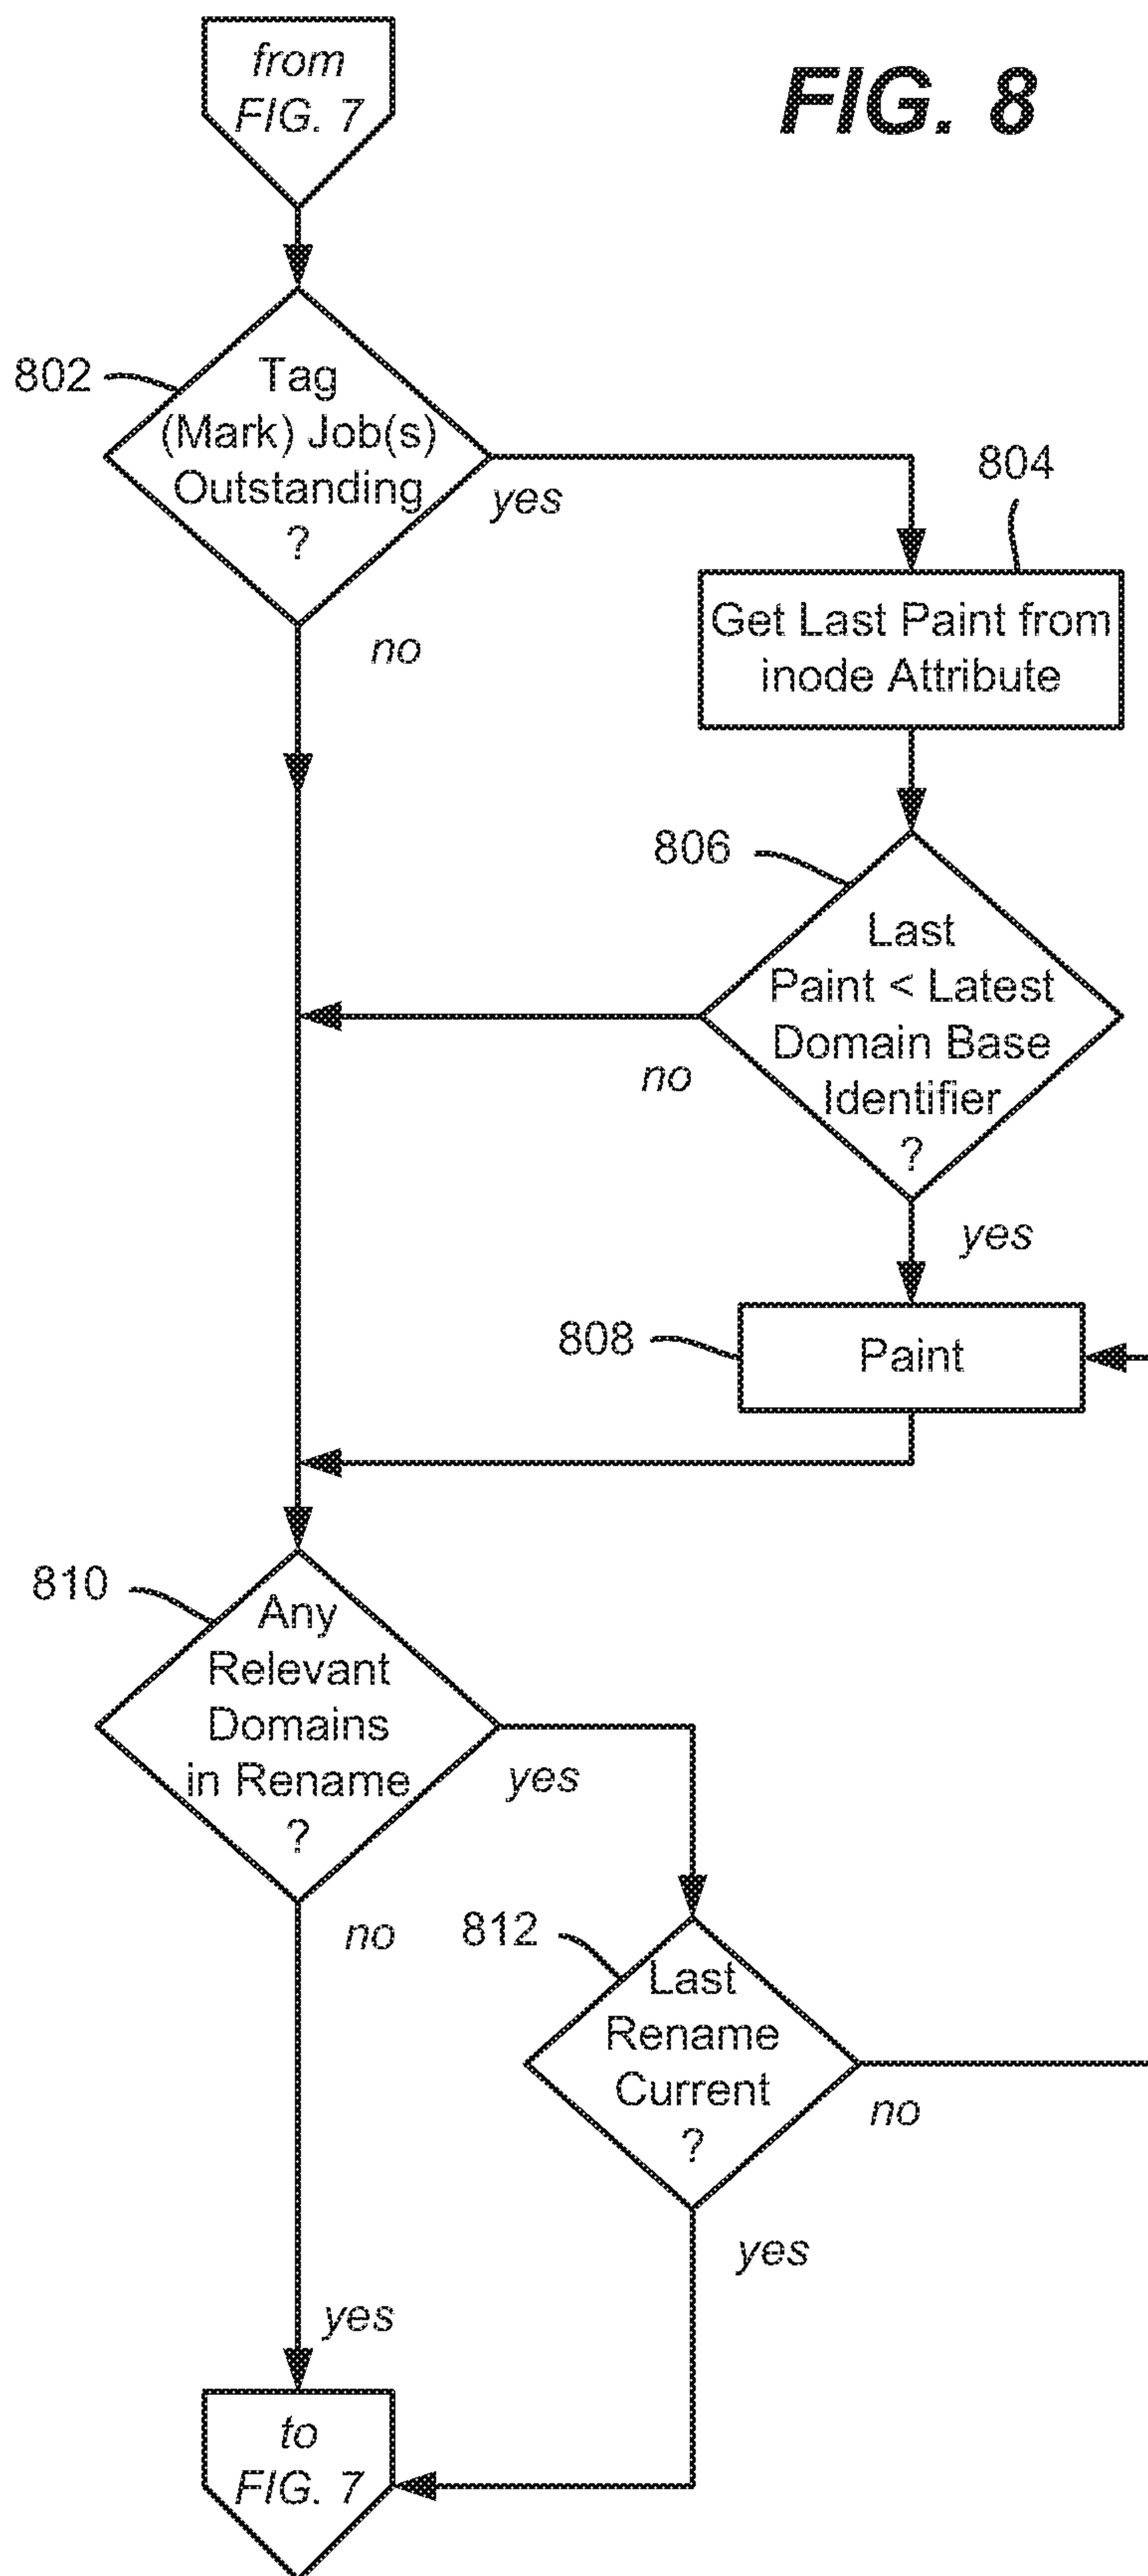 from
FIG. 7
FIG. 8
802
Tag
(Mark) Job(s)
Outstanding
?
yes
no
804
Get Last Paint from
inode Attribute
806
Last
Paint < Latest
Domain Base
Identifier
?
no
yes
808
Paint
810
Any
Relevant
Domains
in Rename
?
yes
no
812
Last
Rename
Current
?
no
yes
yes
to
FIG. 7